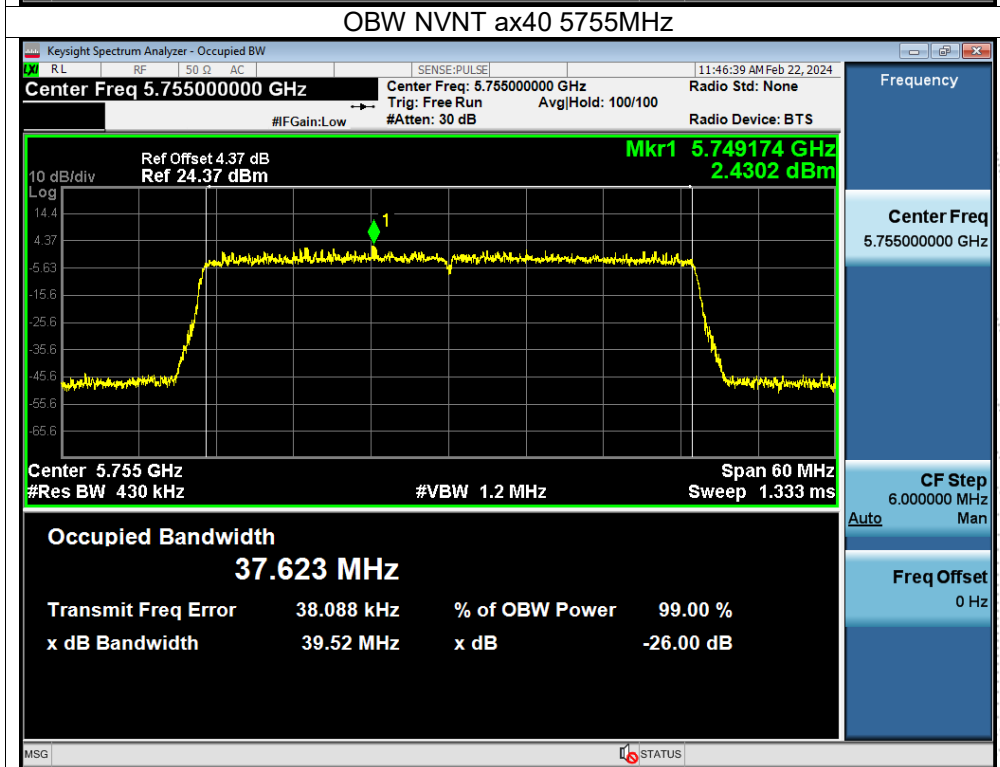 OBW NVNT ax40 5755MHz
Keysight Spectrum Analyzer - Occupied BW
LXI RL RF 50 Ω AC SENSE:PULSE 11:46:39 AM Feb 22, 2024
Center Freq 5.755000000 GHz
Center Freq: 5.755000000 GHz Radio Std: None
Trig: Free Run Avg|Hold: 100/100
#IFGain:Low #Atten: 30 dB Radio Device: BTS
Mkr1 5.749174 GHz
2.4302 dBm
Ref Offset 4.37 dB
10 dB/div Ref 24.37 dBm
Log
14.4
1
4.37
-5.63
-15.6
-25.6
-35.6
-45.6
-55.6
-65.6
Center 5.755 GHz Span 60 MHz
#Res BW 430 kHz #VBW 1.2 MHz Sweep 1.333 ms
Occupied Bandwidth
37.623 MHz
Transmit Freq Error 38.088 kHz % of OBW Power 99.00 %
x dB Bandwidth 39.52 MHz x dB -26.00 dB
Frequency
Center Freq
5.755000000 GHz
CF Step
6.000000 MHz
Auto Man
Freq Offset
0 Hz
MSG STATUS